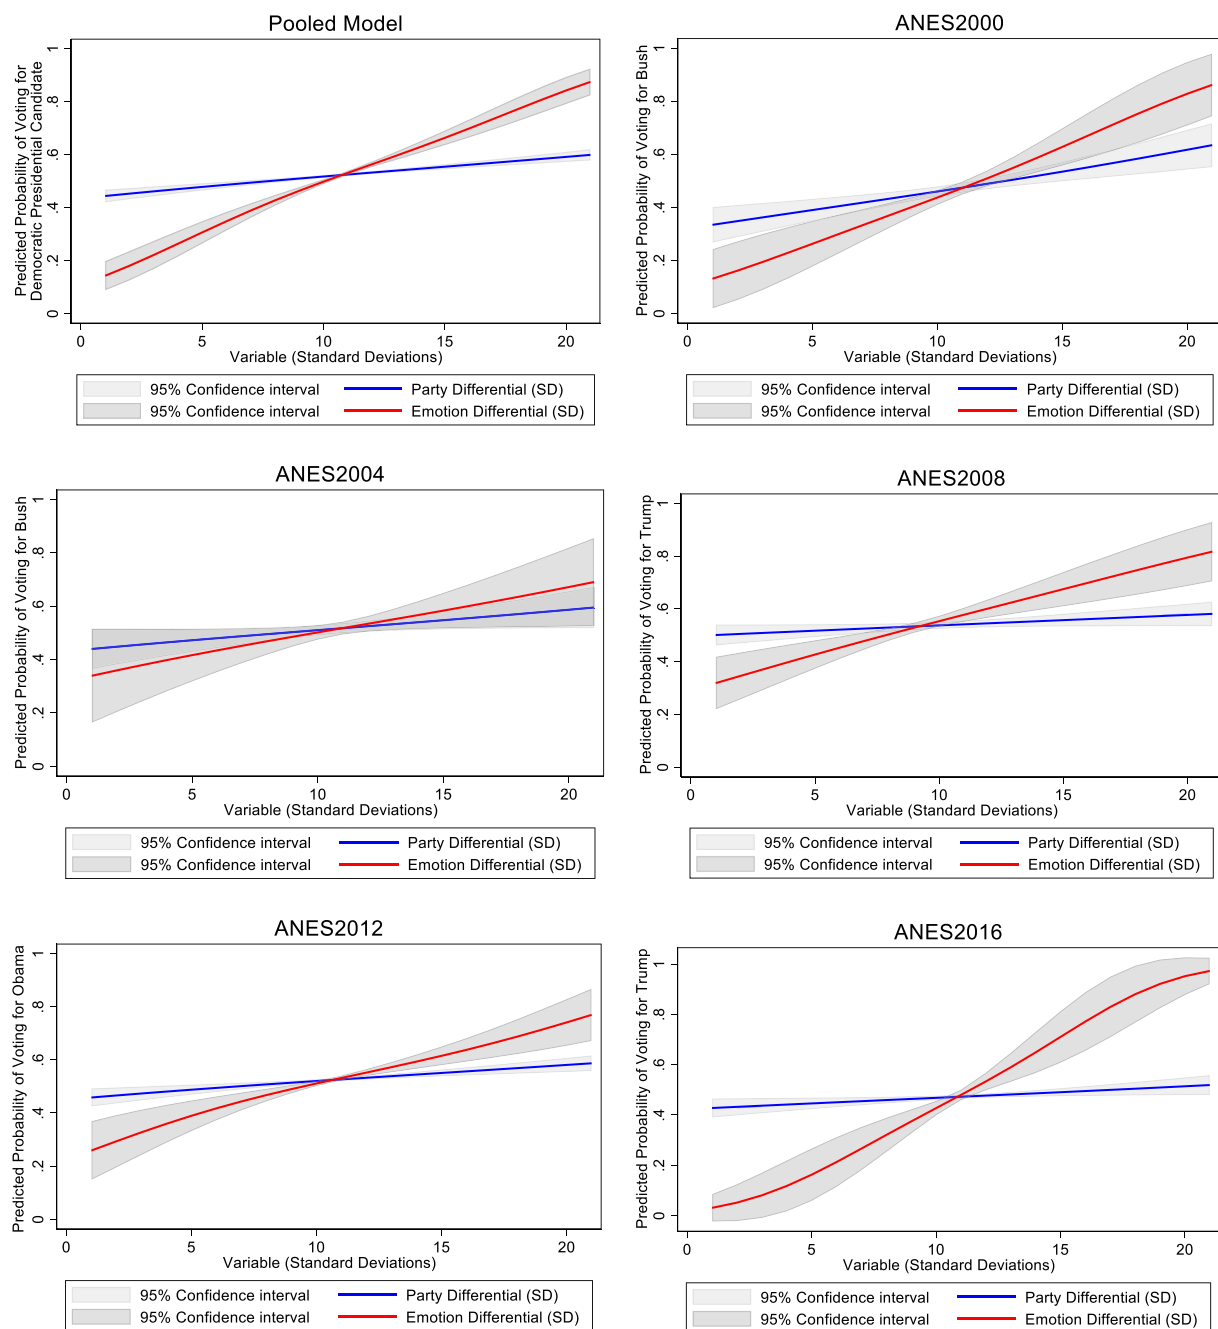 Pooled Model
Predicted Probability of Voting for
Democratic Presidential Candidate
1
.8
.6
.4
.2
0
0 5 10 15 20
Variable (Standard Deviations)
95% Confidence interval Party Differential (SD)
95% Confidence interval Emotion Differential (SD)
ANES2000
Predicted Probability of Voting for Bush
1
.8
.6
.4
.2
0
0 5 10 15 20
Variable (Standard Deviations)
95% Confidence interval Party Differential (SD)
95% Confidence interval Emotion Differential (SD)
ANES2004
Predicted Probability of Voting for Bush
1
.8
.6
.4
.2
0
0 5 10 15 20
Variable (Standard Deviations)
95% Confidence interval Party Differential (SD)
95% Confidence interval Emotion Differential (SD)
ANES2008
Predicted Probability of Voting for Trump
1
.8
.6
.4
.2
0
0 5 10 15 20
Variable (Standard Deviations)
95% Confidence interval Party Differential (SD)
95% Confidence interval Emotion Differential (SD)
ANES2012
Predicted Probability of Voting for Obama
1
.8
.6
.4
.2
0
0 5 10 15 20
Variable (Standard Deviations)
95% Confidence interval Party Differential (SD)
95% Confidence interval Emotion Differential (SD)
ANES2016
Predicted Probability of Voting for Trump
1
.8
.6
.4
.2
0
0 5 10 15 20
Variable (Standard Deviations)
95% Confidence interval Party Differential (SD)
95% Confidence interval Emotion Differential (SD)